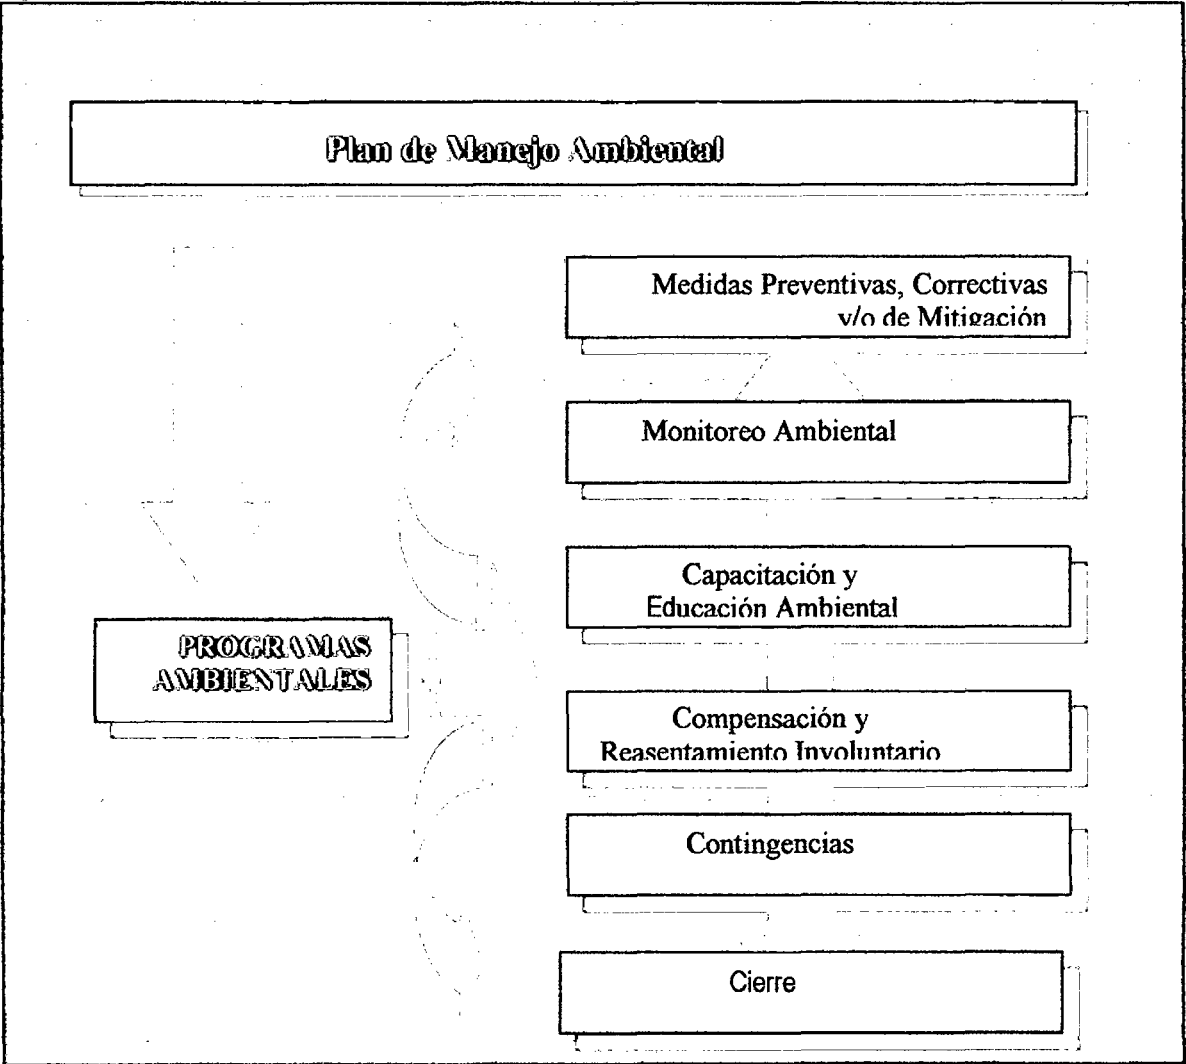 Plan de Manejo Ambiental
Medidas Preventivas, Correctivas
y/o de Mitigación
Monitoreo Ambiental
Capacitación y
Educación Ambiental
PROGRAMAS
AMBIENTALES
Compensación y
Reasentamiento Involuntario
Contingencias
Cierre